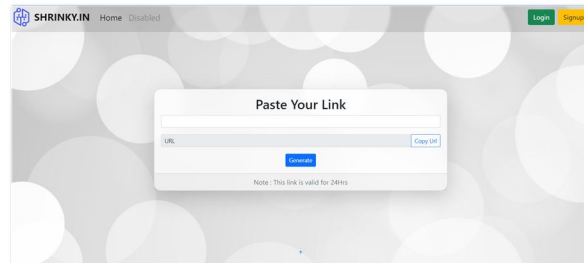 SHRINKY.IN Home Disabled Login Signup
Paste Your Link
URL Copy Url
Generate
Note : This link is valid for 24Hrs